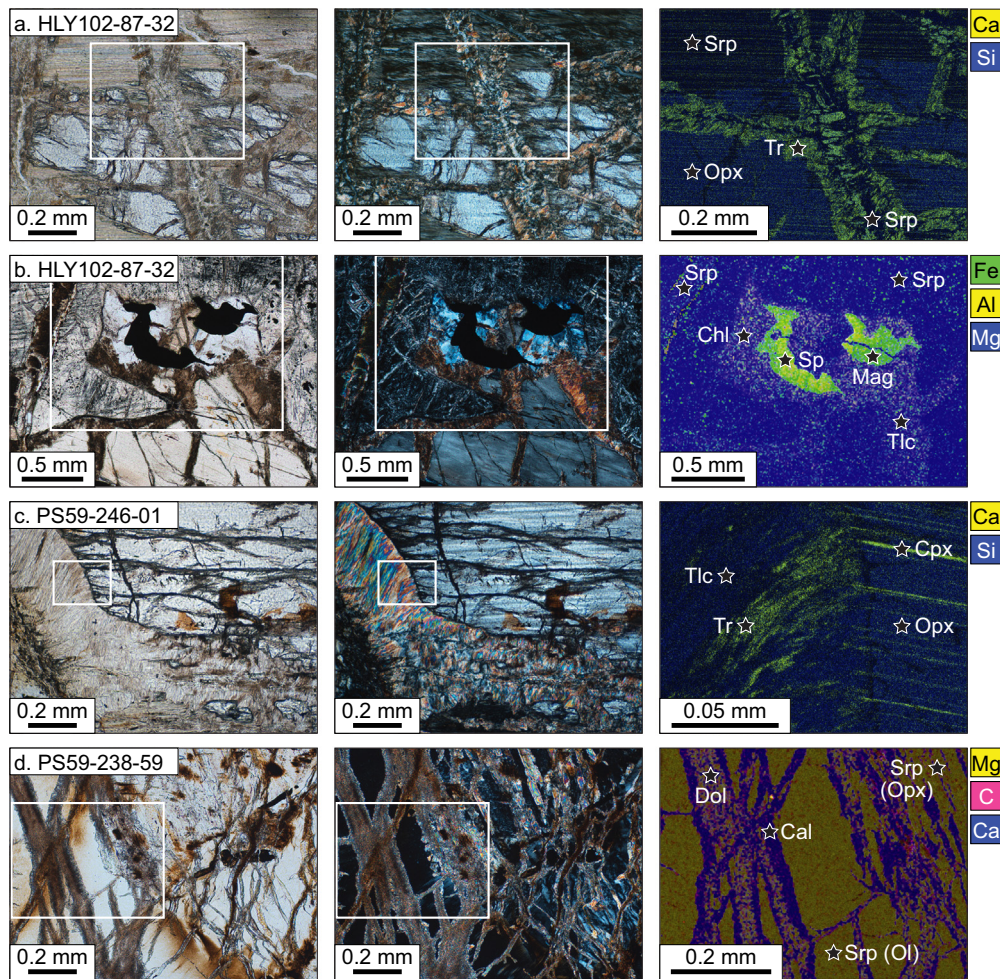 a. HLY102-87-32
0.2 mm
0.2 mm
Srp
Tr
Opx
Srp
0.2 mm
Ca
Si
b. HLY102-87-32
0.5 mm
0.5 mm
Srp
Srp
Chl
Sp
Mag
Tlc
0.5 mm
Fe
Al
Mg
c. PS59-246-01
0.2 mm
0.2 mm
Cpx
Tlc
Tr
Opx
0.05 mm
Ca
Si
d. PS59-238-59
0.2 mm
0.2 mm
Dol
Srp
(Opx)
Cal
Srp (Ol)
0.2 mm
Mg
C
Ca